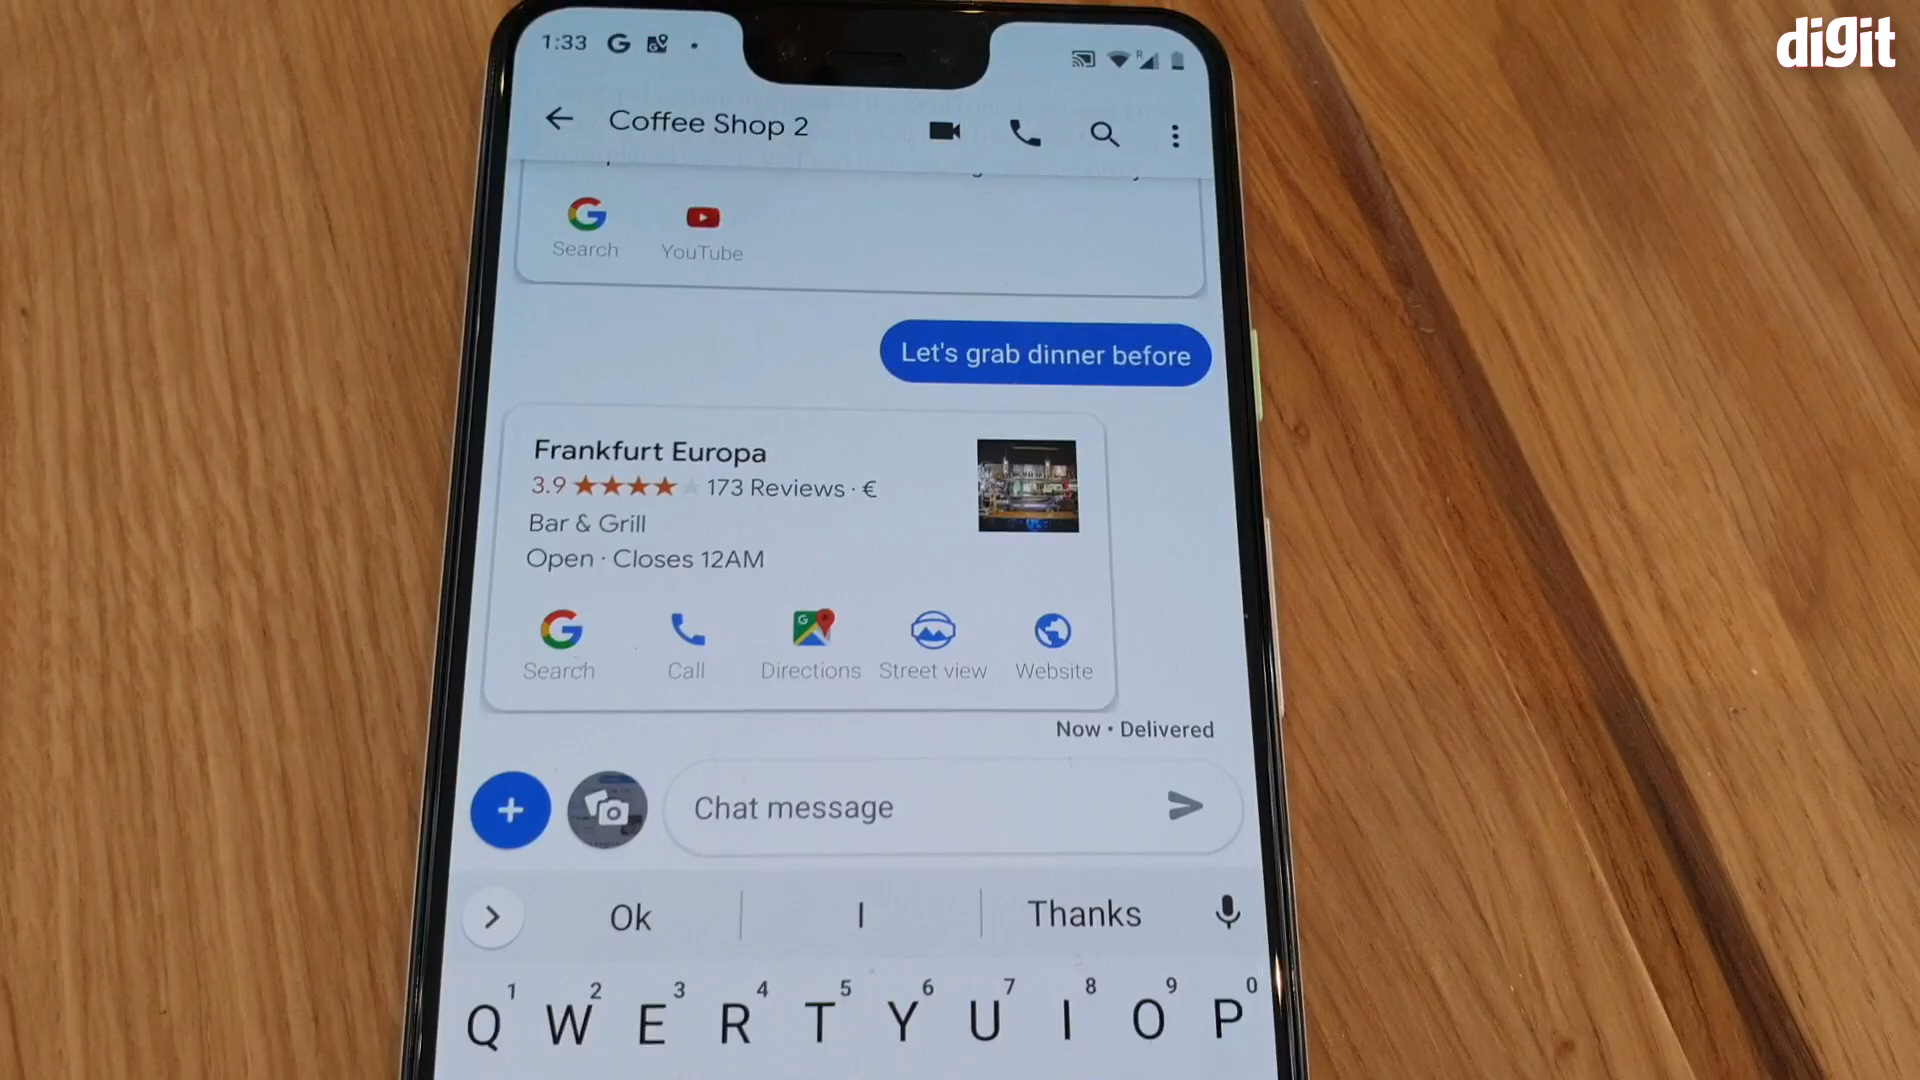 digit
1:33
Coffee Shop 2
Search YouTube
Let's grab dinner before
Frankfurt Europa
3.9 173 Reviews · €
Bar & Grill
Open · Closes 12AM
Search Call Directions Street view Website
Now • Delivered
Chat message
Ok I Thanks
1 2 3 4 5 6 7 8 9 0
Q W E R T Y U I O P